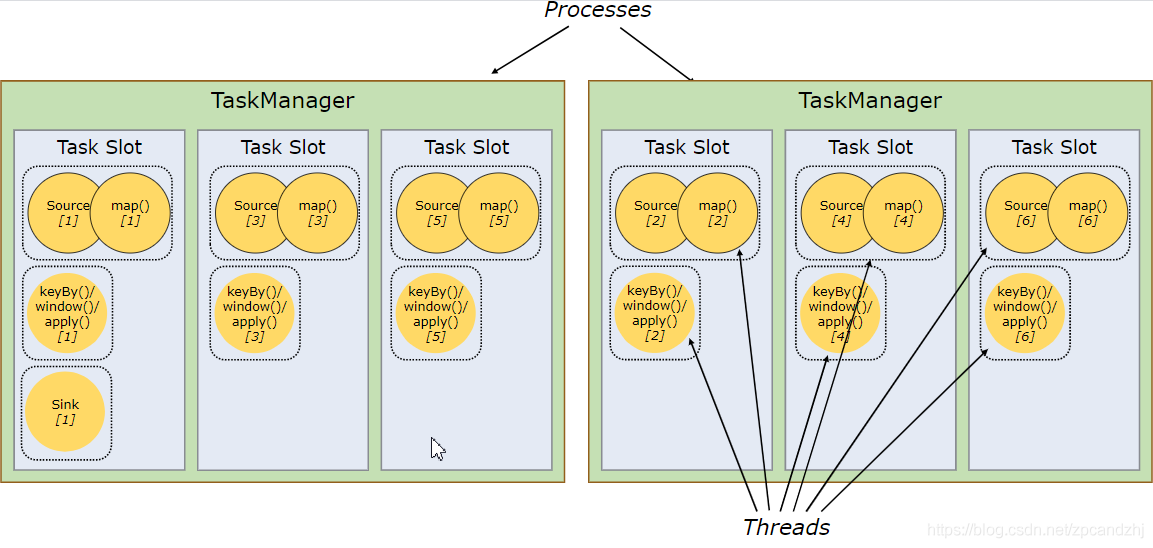 Processes
TaskManager
Task Slot
Source
[1]
map()
[1]
keyBy()/
window()/
apply()
[1]
Sink
[1]
Task Slot
Source
[3]
map()
[3]
keyBy()/
window()/
apply()
[3]
Task Slot
Source
[5]
map()
[5]
keyBy()/
window()/
apply()
[5]
TaskManager
Task Slot
Source
[2]
map()
[2]
keyBy()/
window()/
apply()
[2]
Task Slot
Source
[4]
map()
[4]
keyBy()/
window()/
apply()
[4]
Task Slot
Source
[6]
map()
[6]
keyBy()/
window()/
apply()
[6]
Threads
https://blog.csdn.net/zpcandzhj